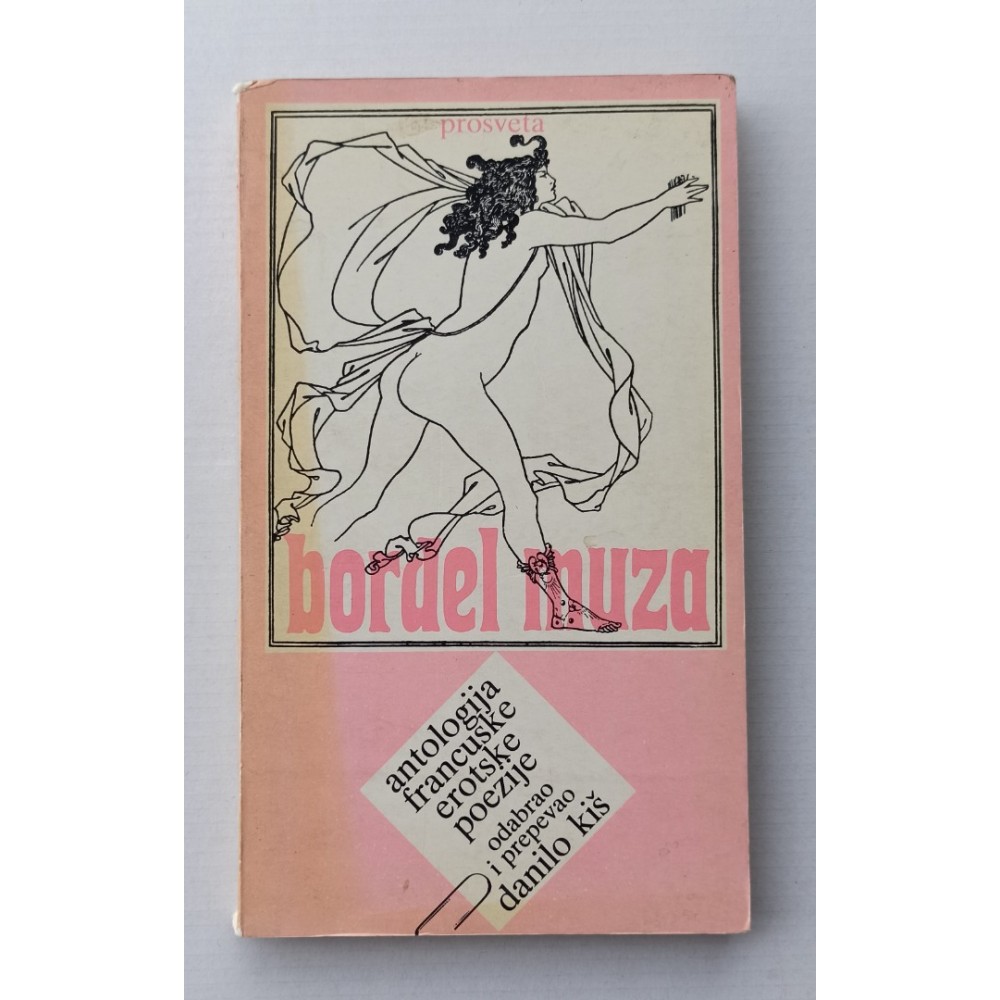 prosveta
bordel muza
antologija
francuske
erotske
poezije
odabrao
i prepevao
danilo kiš